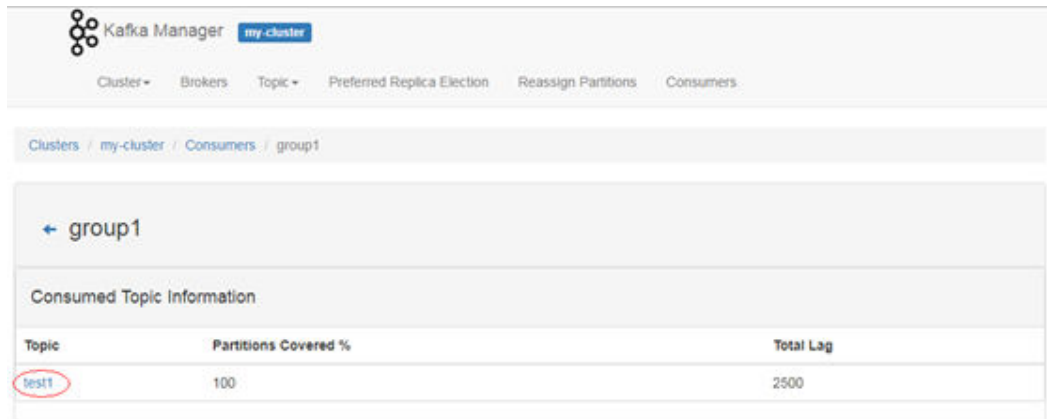 Kafka Manager my-cluster
Cluster Brokers Topic Preferred Replica Election Reassign Partitions Consumers
Clusters / my-cluster / Consumers / group1
← group1
Consumed Topic Information
Topic Partitions Covered % Total Lag
test1 100 2500